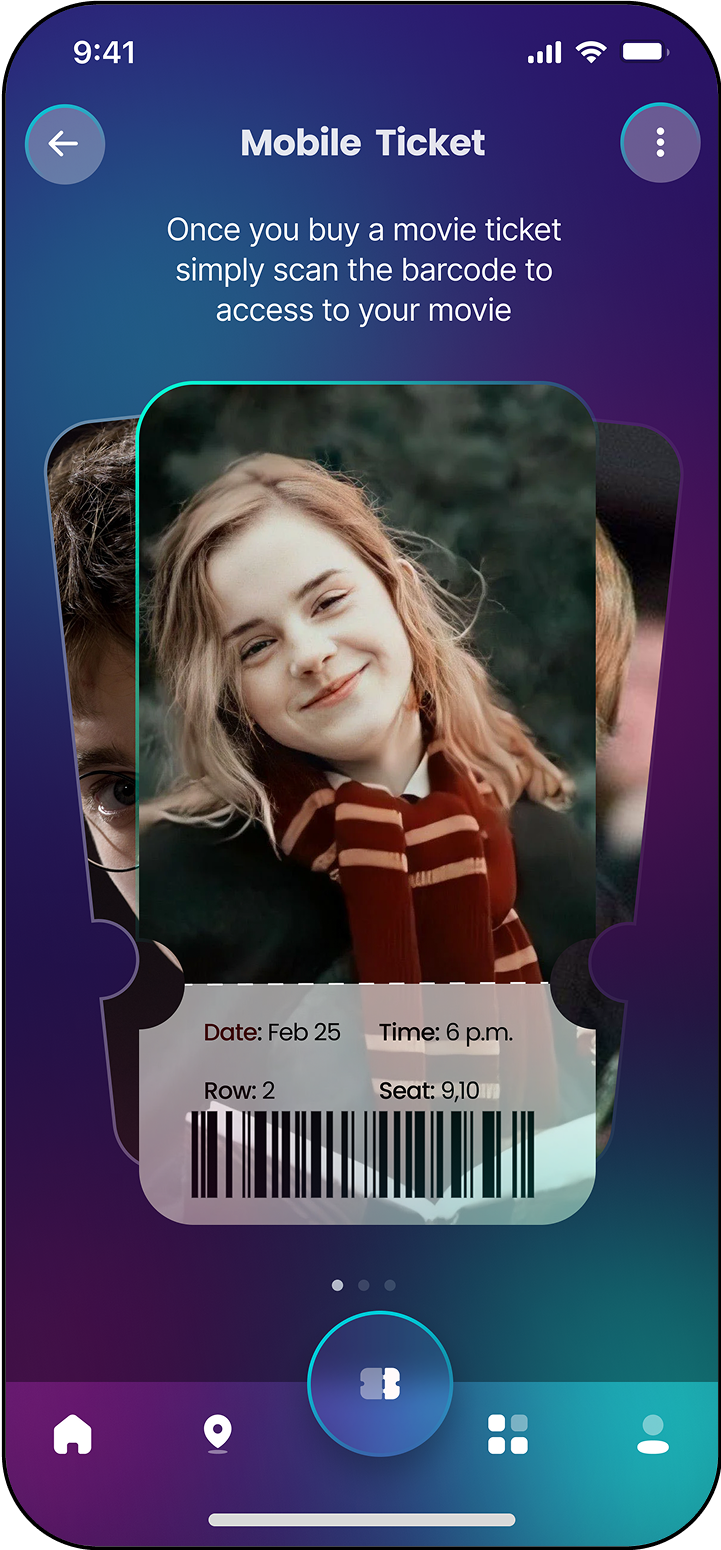 9:41
Mobile Ticket
Once you buy a movie ticket
simply scan the barcode to
access to your movie
Date: Feb 25 Time: 6 p.m.
Row: 2 Seat: 9,10